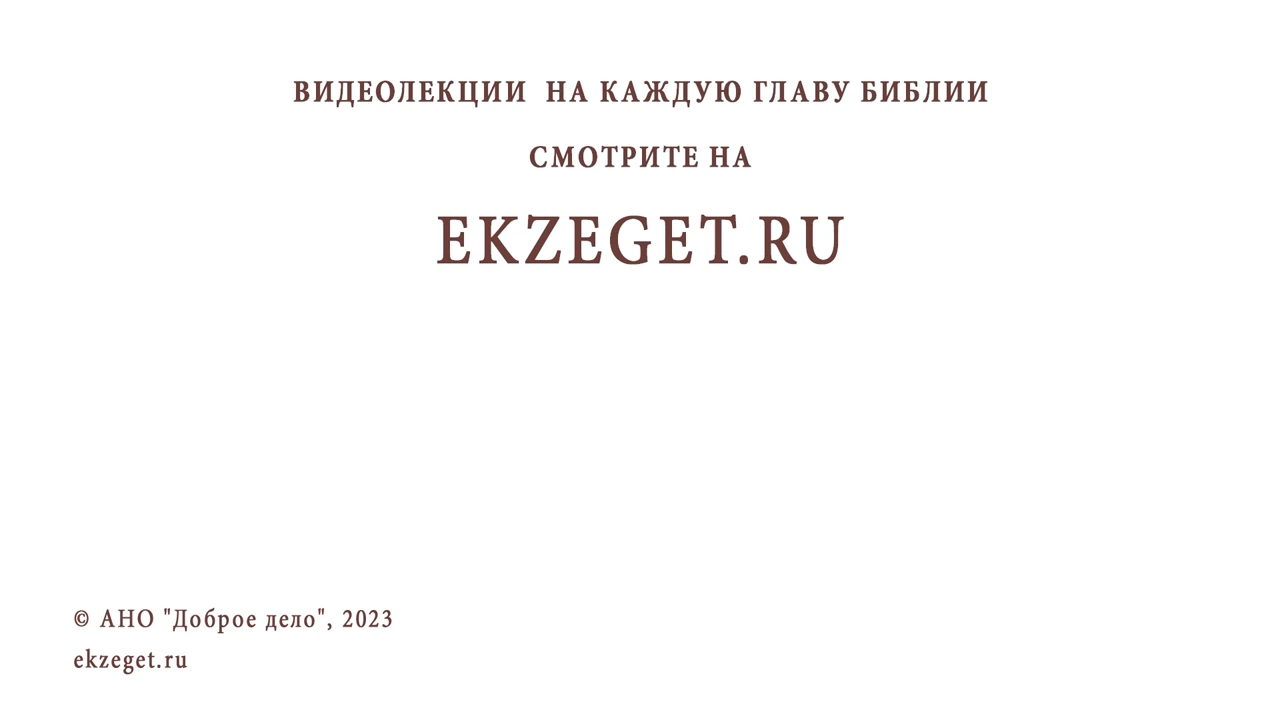 ВИДЕОЛЕКЦИИ НА КАЖДУЮ ГЛАВУ БИБЛИИ
СМОТРИТЕ НА
EKZEGET.RU
© АНО "Доброе дело", 2023
ekzeget.ru